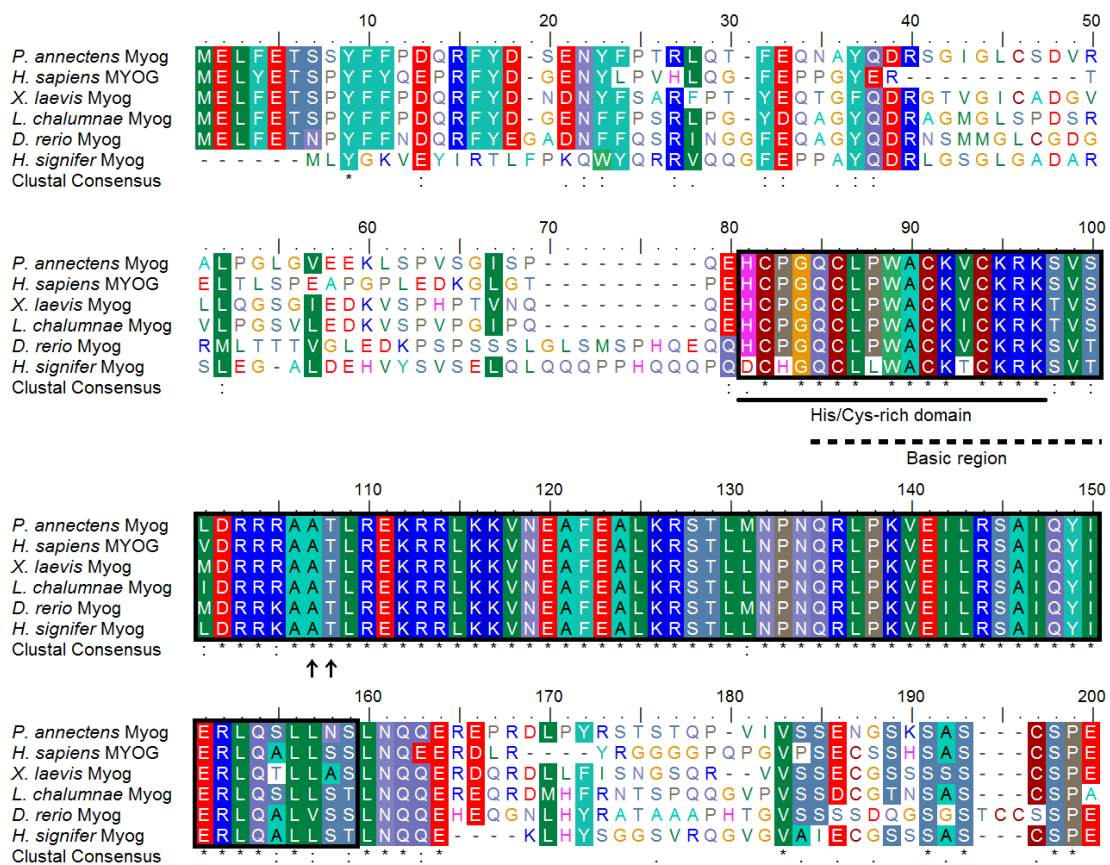 10 20 30 40 50
P. annectens Myog MELFETSSYFFPDQRFYD-SENYFPTRLQT-FEQNAYQDRSGIGLCSDVR
H. sapiens MYOG MELYETSPYFYQEPRFYD-GENYLPVHLQG-FEPPGYER----------T
X. laevis Myog MELFETSPYFFPDQRFYD-NDNYFSARFPT-YEQTGFQDRGTVGICADGV
L. chalumnae Myog MELFETSPYFFPDQRFYD-GENFFPSRLPG-YDQAGYQDRAGMGLSPDSR
D. rerio Myog MELFETNPYFFNDQRFYEGADNFFQSRINGGFDQAGYQDRNSMMGLCGDG
H. signifer Myog ------MLYGKVEYIRTLFPKQWYQRRVQQGFEPPAYQDRLGSGLGADAR
Clustal Consensus
60 70 80 90 100
P. annectens Myog ALPGLGVEEKLSPVSGISP---------QEHCPGQCLPWACKVCKRKSVS
H. sapiens MYOG ELTLSPEAPGPLEDKGLGT---------PEHCPGQCLPWACKVCKRKSVS
X. laevis Myog LLQGSGIEDKVSPHPTVNQ---------QEHCPGQCLPWACKVCKRKTVS
L. chalumnae Myog VLPGSVLEDKVSPVPGIPQ---------QEHCPGQCLPWACKICKRKTVS
D. rerio Myog RMLTTTVGLEDKPSPSSSLGLSMSPHQEQQHCPGQCLPWACKVCKRKSVT
H. signifer Myog SLEG-ALDEHVYSVSELQLQQQPPHQQQPQDCHGQCLLWACKTCKRKSVT
Clustal Consensus
His/Cys-rich domain
Basic region
110 120 130 140 150
P. annectens Myog LDRRRAATLREKRRLKKVNEAFEALKRSTLMNPNQRLPKVEILRSAIQYI
H. sapiens MYOG VDRRRAATLREKRRLKKVNEAFEALKRSTLLNPNQRLPKVEILRSAIQYI
X. laevis Myog MDRRRAATLREKRRLKKVNEAFEALKRSTLLNPNQRLPKVEILRSAIQYI
L. chalumnae Myog IDRRRAATLREKRRLKKVNEAFEALKRSTLLNPNQRLPKVEILRSAIQYI
D. rerio Myog MDRRKAATLREKRRLKKVNEAFEALKRSTLMNPNQRLPKVEILRSAIQYI
H. signifer Myog LDRRKAATLREKRRLKKVNEAFEALKRSTLLNPNQRLPKVEILRSAIQYI
Clustal Consensus
160 170 180 190 200
P. annectens Myog ERLQSLLNSLNQQEREPRDLPYRSTSTQP-VIVSSENGSKSAS---CSPE
H. sapiens MYOG ERLQALLSSLNQEERDLR----YRGGGGPQPGVPSECSSHSAS---CSPE
X. laevis Myog ERLQTLLASLNQQERDQRDLLFISNGSQR--VVSSECGSSSSS---CSPE
L. chalumnae Myog ERLQSLLSTLNQQEREQRDMHFRNTSPQQGVPVSSDCGTNSAS---CSPA
D. rerio Myog ERLQALVSSLNQQEHEQGNLHYRATAAAPHTGVSSSSDQGSGSTCCSSPE
H. signifer Myog ERLQALLSTLNQQE----KLHYSGGSVRQGVGVAIECGSSSAS---CSPE
Clustal Consensus